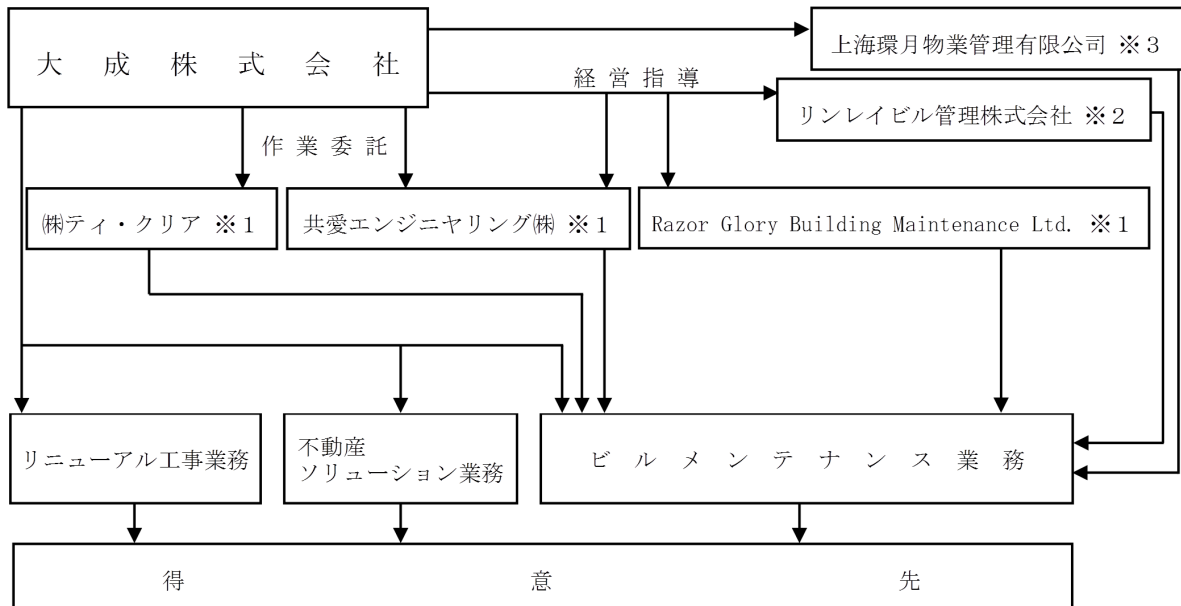 大成株式会社
上海環月物業管理有限公司 ※3
経営指導
リンレイビル管理株式会社 ※2
作業委託
㈱ティ・クリア ※1
共愛エンジニヤリング㈱ ※1
Razor Glory Building Maintenance Ltd. ※1
リニューアル工事業務
不動産
ソリューション業務
ビルメンテナンス業務
得意先